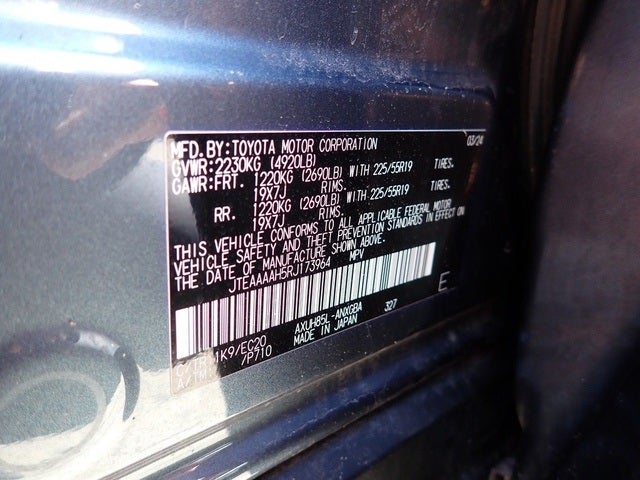 MFD. BY: TOYOTA MOTOR CORPORATION 03/24
GVWR: 2230KG (4920LB)
GAWR: FRT. 1220KG (2690LB) WITH 225/55R19 TIRES.
19X7J RIMS.
RR. 1220KG (2690LB) WITH 225/55R19 TIRES.
19X7J RIMS.
THIS VEHICLE CONFORMS TO ALL APPLICABLE FEDERAL MOTOR
VEHICLE SAFETY AND THEFT PREVENTION STANDARDS IN EFFECT ON
THE DATE OF MANUFACTURE SHOWN ABOVE.
JTEAAAAH5RJ173964 MPV
E
1K9/EC20 AXUH85L-ANXGBA 327
/P710 MADE IN JAPAN